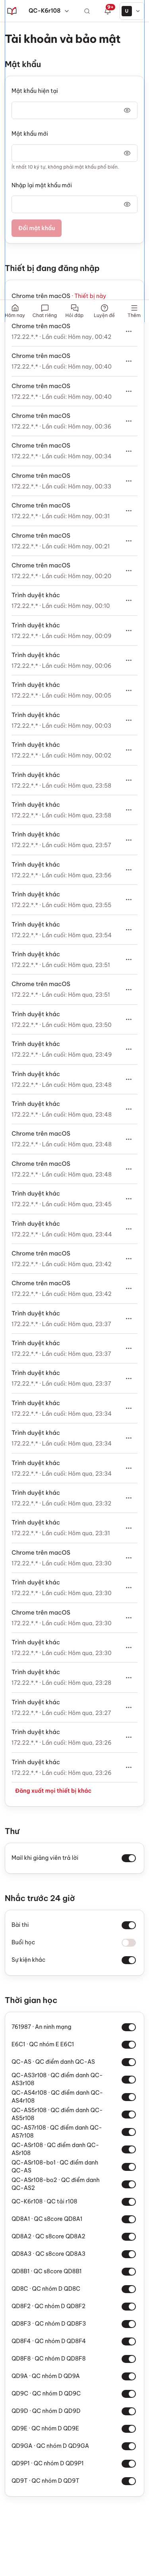 QC-K6r108
9+
U
Tài khoản và bảo mật
Mật khẩu
Mật khẩu hiện tại
Mật khẩu mới
Ít nhất 10 ký tự, không phải mật khẩu phổ biến.
Nhập lại mật khẩu mới
Đổi mật khẩu
Thiết bị đang đăng nhập
Chrome trên macOS · Thiết bị này
Hôm nay
Chat riêng
Hỏi đáp
Luyện đề
Thêm
Chrome trên macOS
172.22.*.* · Lần cuối: Hôm nay, 00:42
Chrome trên macOS
172.22.*.* · Lần cuối: Hôm nay, 00:40
Chrome trên macOS
172.22.*.* · Lần cuối: Hôm nay, 00:40
Chrome trên macOS
172.22.*.* · Lần cuối: Hôm nay, 00:36
Chrome trên macOS
172.22.*.* · Lần cuối: Hôm nay, 00:34
Chrome trên macOS
172.22.*.* · Lần cuối: Hôm nay, 00:33
Chrome trên macOS
172.22.*.* · Lần cuối: Hôm nay, 00:31
Chrome trên macOS
172.22.*.* · Lần cuối: Hôm nay, 00:21
Chrome trên macOS
172.22.*.* · Lần cuối: Hôm nay, 00:20
Trình duyệt khác
172.22.*.* · Lần cuối: Hôm nay, 00:10
Trình duyệt khác
172.22.*.* · Lần cuối: Hôm nay, 00:09
Trình duyệt khác
172.22.*.* · Lần cuối: Hôm nay, 00:06
Trình duyệt khác
172.22.*.* · Lần cuối: Hôm nay, 00:05
Trình duyệt khác
172.22.*.* · Lần cuối: Hôm nay, 00:03
Trình duyệt khác
172.22.*.* · Lần cuối: Hôm nay, 00:02
Trình duyệt khác
172.22.*.* · Lần cuối: Hôm qua, 23:58
Trình duyệt khác
172.22.*.* · Lần cuối: Hôm qua, 23:58
Trình duyệt khác
172.22.*.* · Lần cuối: Hôm qua, 23:57
Trình duyệt khác
172.22.*.* · Lần cuối: Hôm qua, 23:56
Trình duyệt khác
172.22.*.* · Lần cuối: Hôm qua, 23:55
Trình duyệt khác
172.22.*.* · Lần cuối: Hôm qua, 23:54
Trình duyệt khác
172.22.*.* · Lần cuối: Hôm qua, 23:51
Chrome trên macOS
172.22.*.* · Lần cuối: Hôm qua, 23:51
Trình duyệt khác
172.22.*.* · Lần cuối: Hôm qua, 23:50
Trình duyệt khác
172.22.*.* · Lần cuối: Hôm qua, 23:49
Trình duyệt khác
172.22.*.* · Lần cuối: Hôm qua, 23:48
Trình duyệt khác
172.22.*.* · Lần cuối: Hôm qua, 23:48
Chrome trên macOS
172.22.*.* · Lần cuối: Hôm qua, 23:48
Chrome trên macOS
172.22.*.* · Lần cuối: Hôm qua, 23:48
Trình duyệt khác
172.22.*.* · Lần cuối: Hôm qua, 23:45
Trình duyệt khác
172.22.*.* · Lần cuối: Hôm qua, 23:44
Chrome trên macOS
172.22.*.* · Lần cuối: Hôm qua, 23:42
Chrome trên macOS
172.22.*.* · Lần cuối: Hôm qua, 23:42
Trình duyệt khác
172.22.*.* · Lần cuối: Hôm qua, 23:37
Trình duyệt khác
172.22.*.* · Lần cuối: Hôm qua, 23:37
Trình duyệt khác
172.22.*.* · Lần cuối: Hôm qua, 23:37
Trình duyệt khác
172.22.*.* · Lần cuối: Hôm qua, 23:34
Trình duyệt khác
172.22.*.* · Lần cuối: Hôm qua, 23:34
Trình duyệt khác
172.22.*.* · Lần cuối: Hôm qua, 23:34
Trình duyệt khác
172.22.*.* · Lần cuối: Hôm qua, 23:32
Trình duyệt khác
172.22.*.* · Lần cuối: Hôm qua, 23:31
Chrome trên macOS
172.22.*.* · Lần cuối: Hôm qua, 23:30
Trình duyệt khác
172.22.*.* · Lần cuối: Hôm qua, 23:30
Chrome trên macOS
172.22.*.* · Lần cuối: Hôm qua, 23:30
Trình duyệt khác
172.22.*.* · Lần cuối: Hôm qua, 23:30
Trình duyệt khác
172.22.*.* · Lần cuối: Hôm qua, 23:28
Trình duyệt khác
172.22.*.* · Lần cuối: Hôm qua, 23:27
Trình duyệt khác
172.22.*.* · Lần cuối: Hôm qua, 23:26
Trình duyệt khác
172.22.*.* · Lần cuối: Hôm qua, 23:26
Đăng xuất mọi thiết bị khác
Thư
Mail khi giảng viên trả lời
Nhắc trước 24 giờ
Bài thi
Buổi học
Sự kiện khác
Thời gian học
761987 · An ninh mạng
E6C1 · QC nhóm E E6C1
QC-AS · QC điểm danh QC-AS
QC-AS3r108 · QC điểm danh QC-
AS3r108
QC-AS4r108 · QC điểm danh QC-
AS4r108
QC-AS5r108 · QC điểm danh QC-
AS5r108
QC-AS7r108 · QC điểm danh QC-
AS7r108
QC-ASr108 · QC điểm danh QC-
ASr108
QC-ASr108-bo1 · QC điểm danh
QC-AS
QC-ASr108-bo2 · QC điểm danh
QC-AS2
QC-K6r108 · QC tải r108
QD8A1 · QC s8core QD8A1
QD8A2 · QC s8core QD8A2
QD8A3 · QC s8core QD8A3
QD8B1 · QC s8core QD8B1
QD8C · QC nhóm D QD8C
QD8F2 · QC nhóm D QD8F2
QD8F3 · QC nhóm D QD8F3
QD8F4 · QC nhóm D QD8F4
QD8F8 · QC nhóm D QD8F8
QD9A · QC nhóm D QD9A
QD9C · QC nhóm D QD9C
QD9D · QC nhóm D QD9D
QD9E · QC nhóm D QD9E
QD9GA · QC nhóm D QD9GA
QD9P1 · QC nhóm D QD9P1
QD9T · QC nhóm D QD9T